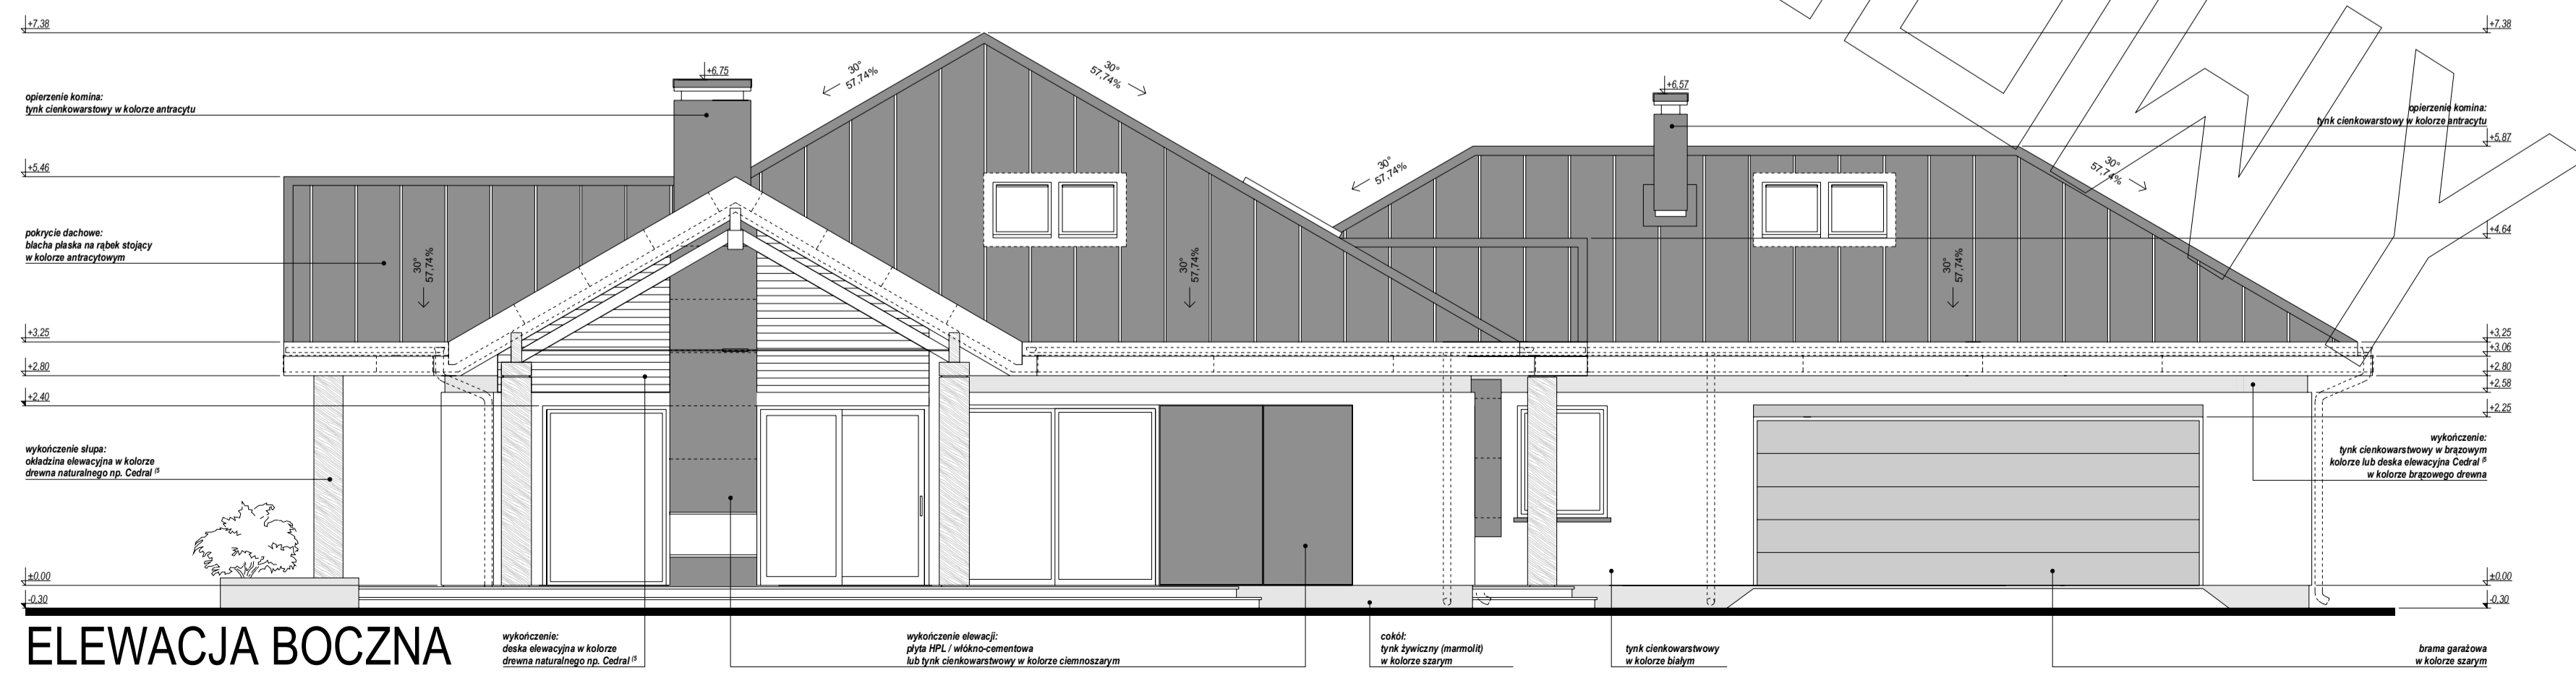 +7,38
+7,38
30°
57,74%
30°
57,74%
+6,75
+6,57
opierzenie komina:
tynk cienkowarstowy w kolorze antracytu
opierzenie komina:
tynk cienkowarstowy w kolorze antracytu
+5,87
+5,46
30°
57,74%
30°
57,74%
pokrycie dachowe:
blacha płaska na rąbek stojący
w kolorze antracytowym
+4,64
30°
57,74%
30°
57,74%
30°
57,74%
+3,25
+3,25
+3,06
+2,80
+2,80
+2,58
+2,40
+2,25
wykończenie słupa:
okładzina elewacyjna w kolorze
drewna naturalnego np. Cedral (5
wykończenie:
tynk cienkowarstwowy w brązowym
kolorze lub deska elewacyjna Cedral (5
w kolorze brązowego drewna
±0.00
±0.00
-0,30
-0,30
ELEWACJA BOCZNA
wykończenie:
deska elewacyjna w kolorze
drewna naturalnego np. Cedral (5
wykończenie elewacji:
płyta HPL / włókno-cementowa
lub tynk cienkowarstwowy w kolorze ciemnoszarym
cokół:
tynk żywiczny (marmolit)
w kolorze szarym
tynk cienkowarstwowy
w kolorze białym
brama garażowa
w kolorze szarym